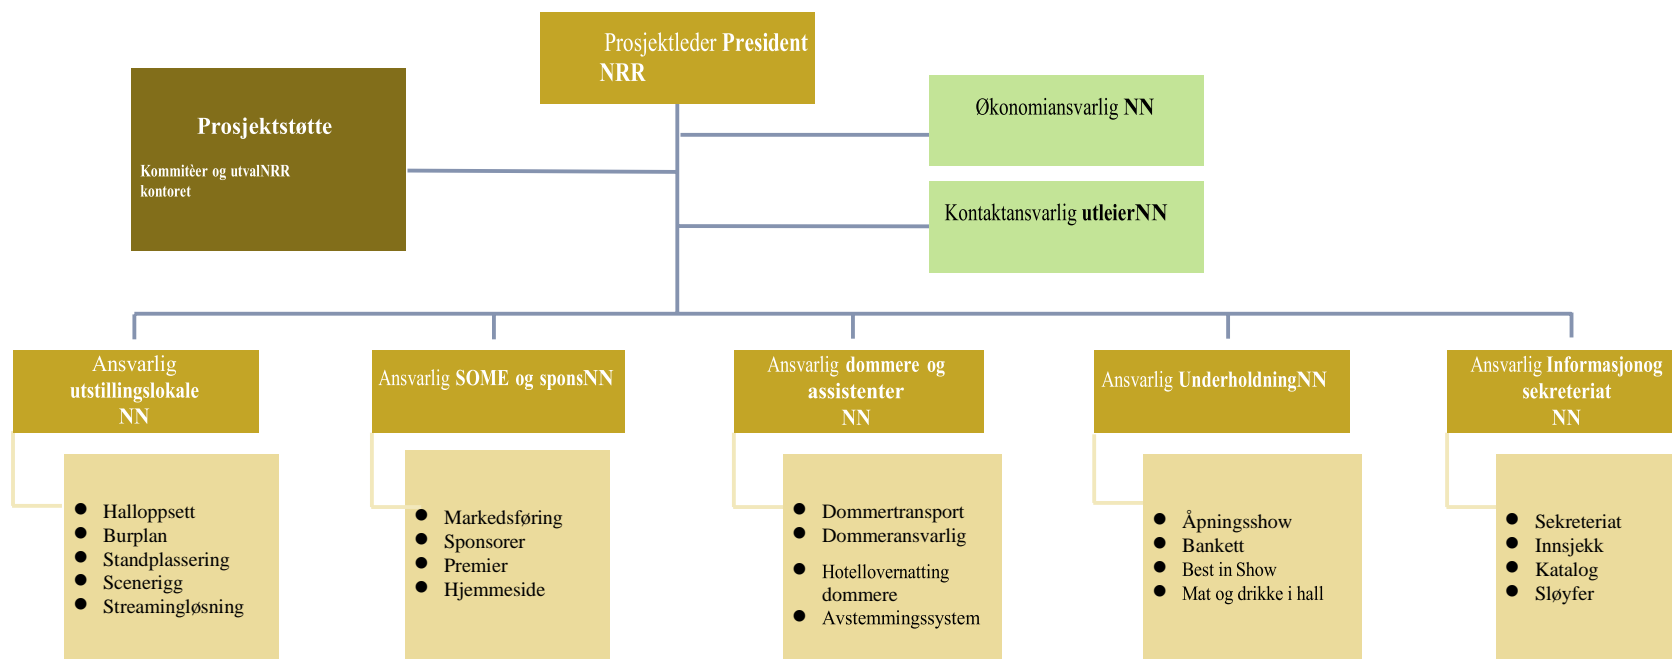 Prosjektleder President
NRR
Prosjektstøtte
Kommitèer og utvalNRR
kontoret
Økonomiansvarlig NN
Kontaktansvarlig utleierNN
Ansvarlig
utstillingslokale
NN
Halloppsett
Burplan
Standplassering
Scenerigg
Streamingløsning
Ansvarlig SOME og sponsNN
Markedsføring
Sponsorer
Premier
Hjemmeside
Ansvarlig dommere og
assistenter
NN
Dommertransport
Dommeransvarlig
Hotellovernatting
dommere
Avstemmingssystem
Ansvarlig UnderholdningNN
Åpningsshow
Bankett
Best in Show
Mat og drikke i hall
Ansvarlig Informasjonog
sekreteriat
NN
Sekreteriat
Innsjekk
Katalog
Sløyfer